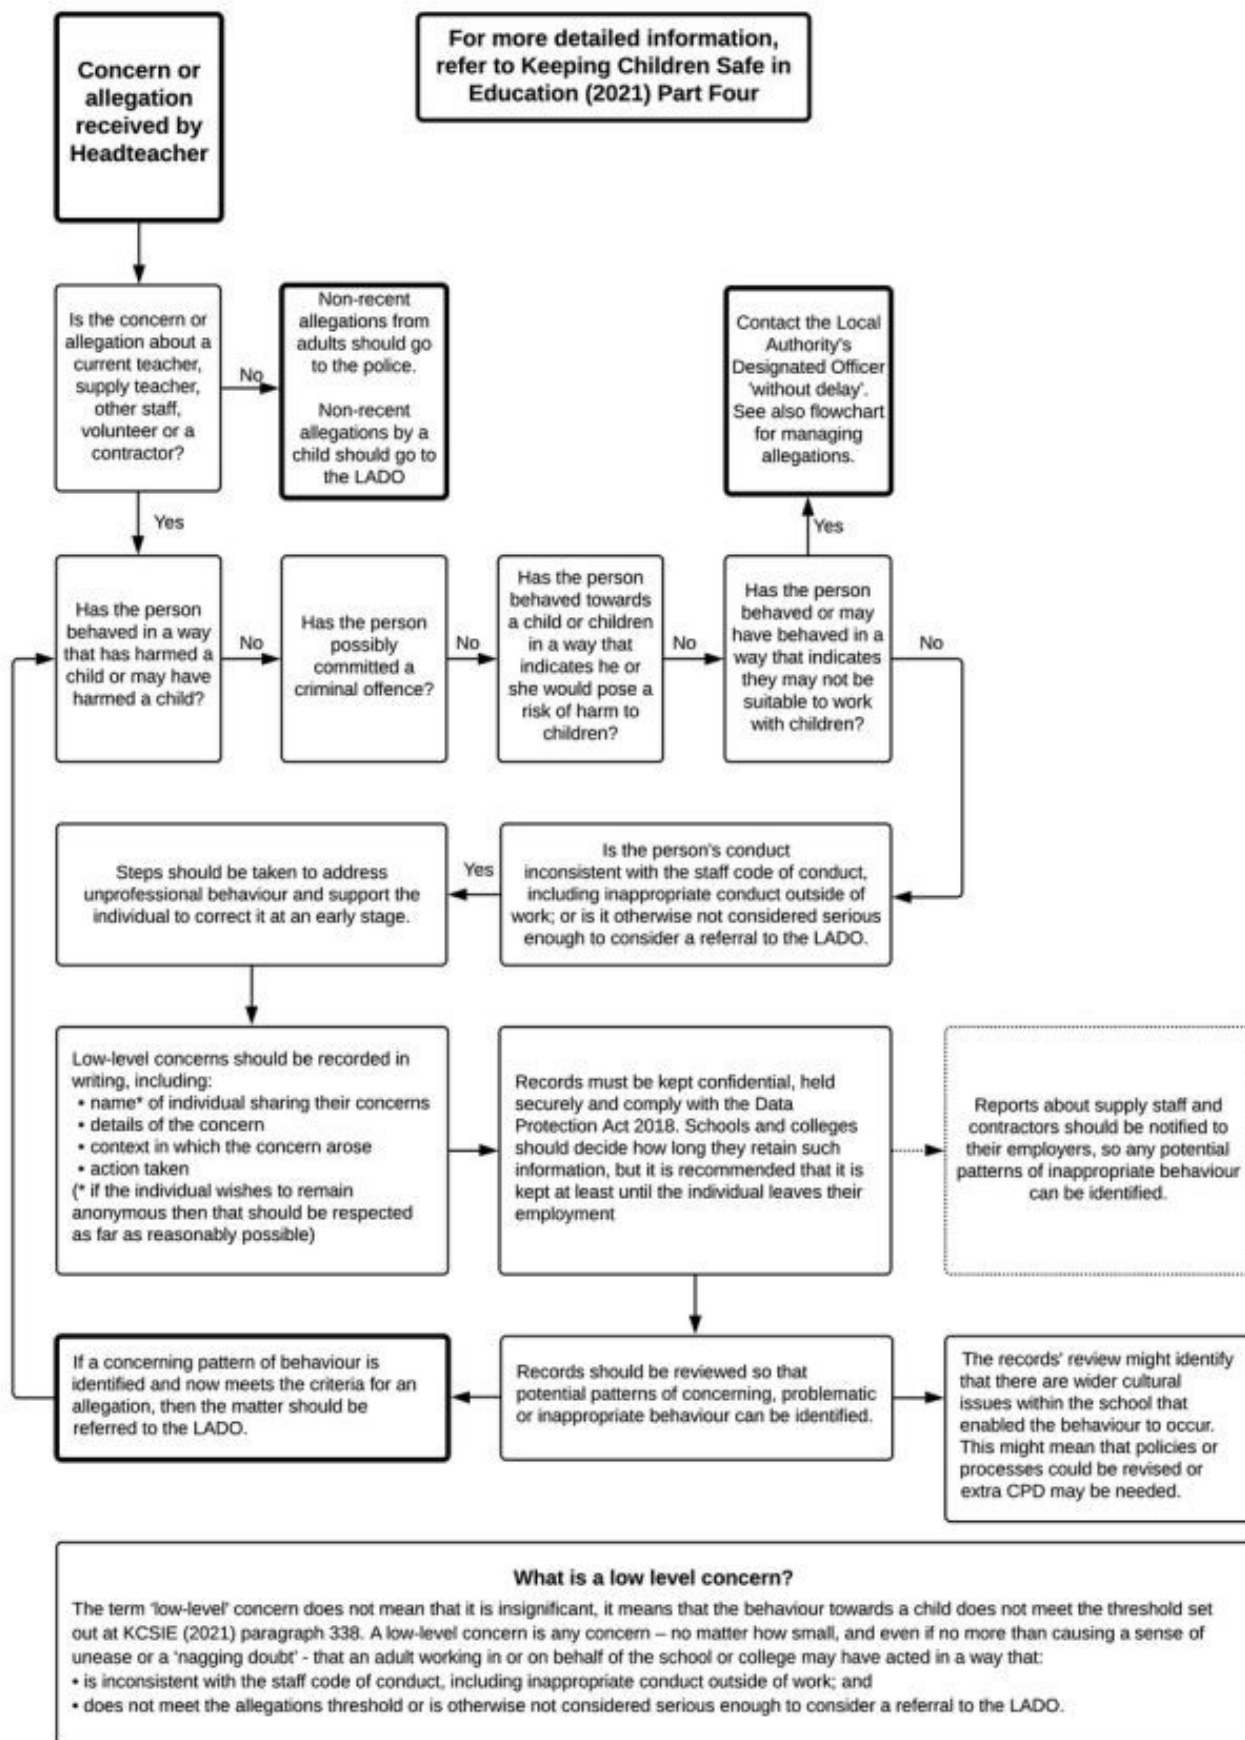 Concern or
allegation
received by
Headteacher
For more detailed information,
refer to Keeping Children Safe in
Education (2021) Part Four
Is the concern or
allegation about a
current teacher,
supply teacher,
other staff,
volunteer or a
contractor?
No
Non-recent
allegations from
adults should go
to the police.
Non-recent
allegations by a
child should go to
the LADO
Contact the Local
Authority's
Designated Officer
'without delay'.
See also flowchart
for managing
allegations.
Yes
Yes
Has the person
behaved in a way
that has harmed a
child or may have
harmed a child?
No
Has the person
possibly
committed a
criminal offence?
No
Has the person
behaved towards
a child or children
in a way that
indicates he or
she would pose a
risk of harm to
children?
No
Has the person
behaved or may
have behaved in a
way that indicates
they may not be
suitable to work
with children?
No
Is the person's conduct
inconsistent with the staff code of conduct,
including inappropriate conduct outside of
work; or is it otherwise not considered serious
enough to consider a referral to the LADO.
Yes
Steps should be taken to address
unprofessional behaviour and support the
individual to correct it at an early stage.
Low-level concerns should be recorded in
writing, including:
• name* of individual sharing their concerns
• details of the concern
• context in which the concern arose
• action taken
(* if the individual wishes to remain
anonymous then that should be respected
as far as reasonably possible)
Records must be kept confidential, held
securely and comply with the Data
Protection Act 2018. Schools and colleges
should decide how long they retain such
information, but it is recommended that it is
kept at least until the individual leaves their
employment
Reports about supply staff and
contractors should be notified to
their employers, so any potential
patterns of inappropriate behaviour
can be identified.
If a concerning pattern of behaviour is
identified and now meets the criteria for an
allegation, then the matter should be
referred to the LADO.
Records should be reviewed so that
potential patterns of concerning, problematic
or inappropriate behaviour can be identified.
The records' review might identify
that there are wider cultural
issues within the school that
enabled the behaviour to occur.
This might mean that policies or
processes could be revised or
extra CPD may be needed.
What is a low level concern?
The term 'low-level' concern does not mean that it is insignificant, it means that the behaviour towards a child does not meet the threshold set
out at KCSIE (2021) paragraph 338. A low-level concern is any concern – no matter how small, and even if no more than causing a sense of
unease or a 'nagging doubt' - that an adult working in or on behalf of the school or college may have acted in a way that:
• is inconsistent with the staff code of conduct, including inappropriate conduct outside of work; and
• does not meet the allegations threshold or is otherwise not considered serious enough to consider a referral to the LADO.